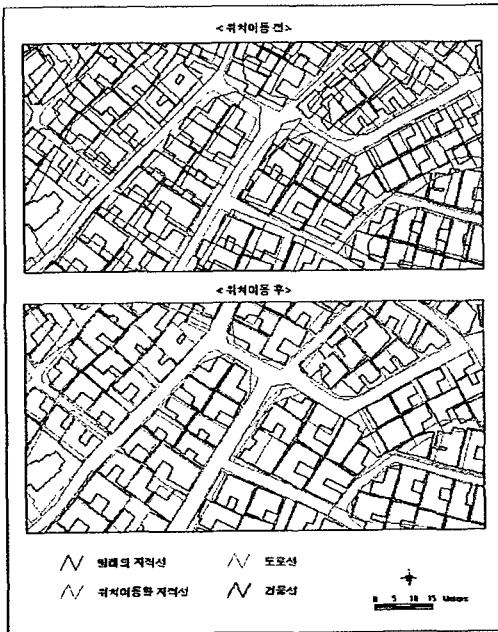 <위치이동 전>
<위치이동 후>
원래의 지적선
도로선
위치이동한 지적선
건물선
0 5 10 15 Meters